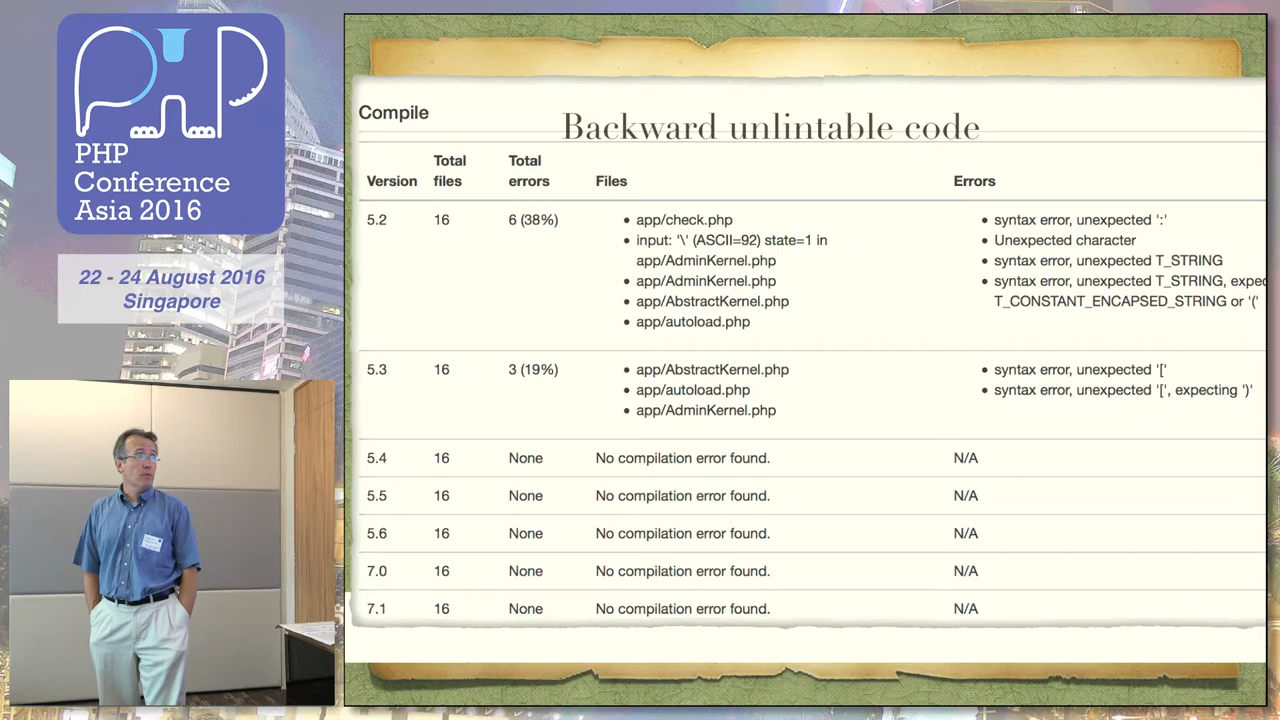 PHP
Conference
Asia 2016
22 - 24 August 2016
Singapore
Compile
Backward unlintable code
Version Total files Total errors Files Errors
5.2 16 6 (38%)
• app/check.php
• input: '\' (ASCII=92) state=1 in
app/AdminKernel.php
• app/AdminKernel.php
• app/AbstractKernel.php
• app/autoload.php
• syntax error, unexpected ':'
• Unexpected character
• syntax error, unexpected T_STRING
• syntax error, unexpected T_STRING, expec
T_CONSTANT_ENCAPSED_STRING or '('
5.3 16 3 (19%)
• app/AbstractKernel.php
• app/autoload.php
• app/AdminKernel.php
• syntax error, unexpected '['
• syntax error, unexpected '[', expecting ')'
5.4 16 None No compilation error found. N/A
5.5 16 None No compilation error found. N/A
5.6 16 None No compilation error found. N/A
7.0 16 None No compilation error found. N/A
7.1 16 None No compilation error found. N/A